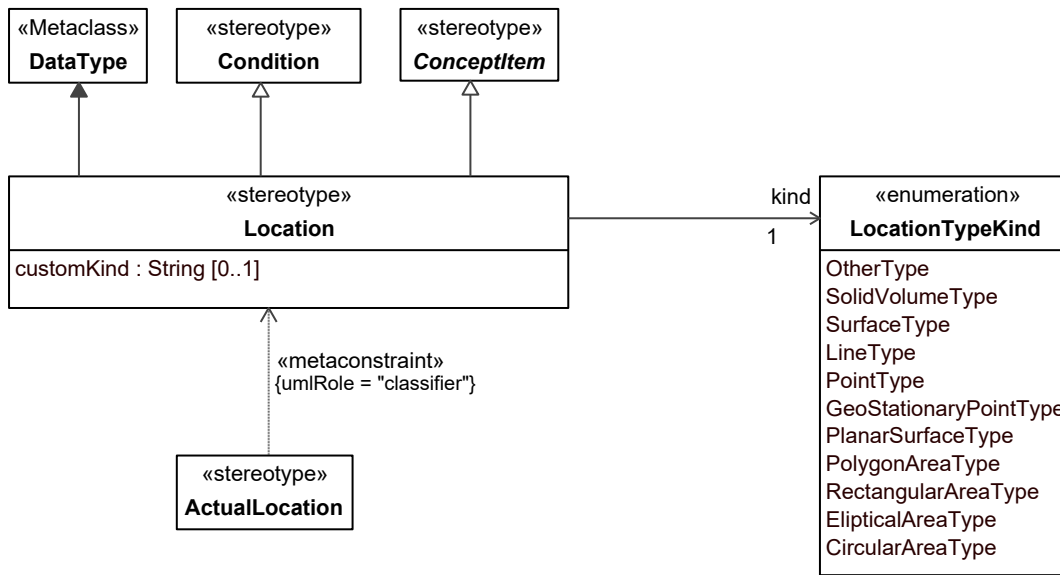 «Metaclass»
DataType
«stereotype»
Condition
«stereotype»
ConceptItem
«stereotype»
Location
customKind : String [0..1]
kind
1
«enumeration»
LocationTypeKind
OtherType
SolidVolumeType
SurfaceType
LineType
PointType
GeoStationaryPointType
PlanarSurfaceType
PolygonAreaType
RectangularAreaType
ElipticalAreaType
CircularAreaType
«metaconstraint»
{umlRole = "classifier"}
«stereotype»
ActualLocation